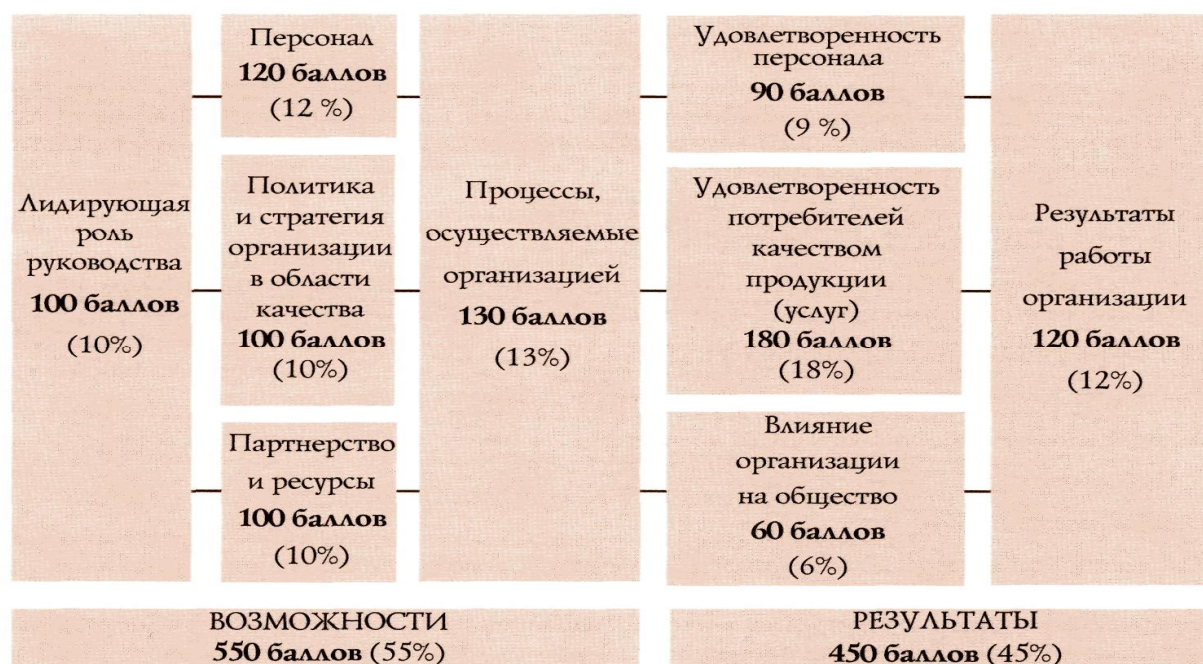 Лидирующая
роль
руководства
100 баллов
(10%)
Персонал
120 баллов
(12 %)
Политика
и стратегия
организации
в области
качества
100 баллов
(10%)
Партнерство
и ресурсы
100 баллов
(10%)
Процессы,
осуществляемые
организацией
130 баллов
(13%)
Удовлетворенность
персонала
90 баллов
(9 %)
Удовлетворенность
потребителей
качеством
продукции
(услуг)
180 баллов
(18%)
Влияние
организации
на общество
60 баллов
(6%)
Результаты
работы
организации
120 баллов
(12%)
ВОЗМОЖНОСТИ
550 баллов (55%)
РЕЗУЛЬТАТЫ
450 баллов (45%)